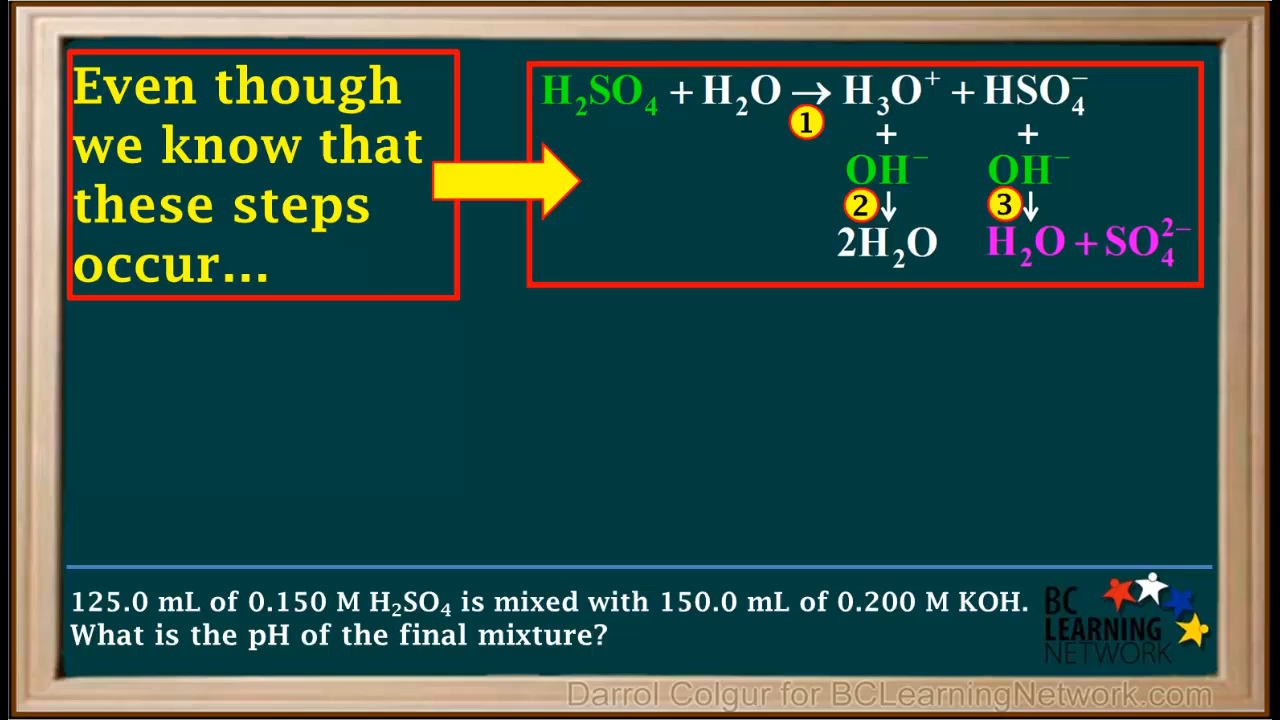 Even though
we know that
these steps
occur…
H₂SO₄ + H₂O → H₃O⁺ + HSO₄⁻
1
+ +
OH⁻ OH⁻
2 ↓ 3 ↓
2H₂O H₂O + SO₄²⁻
125.0 mL of 0.150 M H₂SO₄ is mixed with 150.0 mL of 0.200 M KOH.
What is the pH of the final mixture?
BC
LEARNING
NETWORK
Darrol Colgur for BCLearningNetwork.com